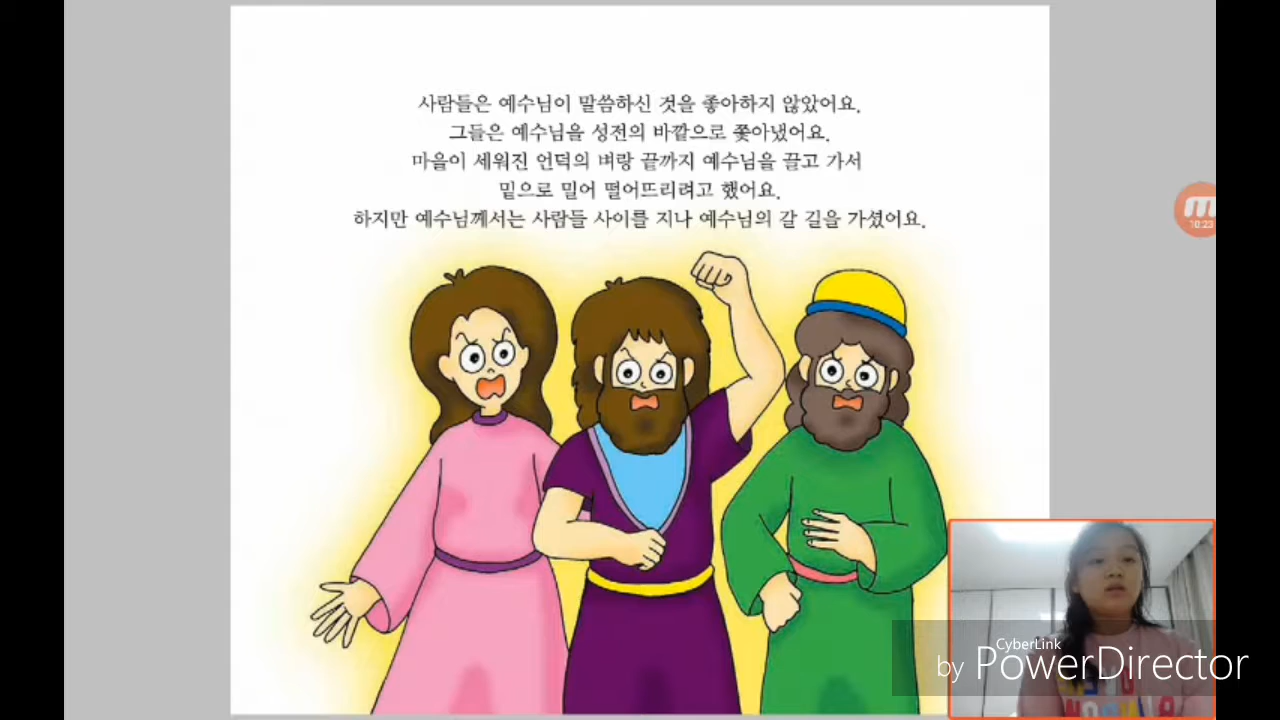 사람들은 예수님이 말씀하신 것을 좋아하지 않았어요.
그들은 예수님을 성전의 바깥으로 쫓아냈어요.
마을이 세워진 언덕의 벼랑 끝까지 예수님을 끌고 가서
밑으로 밀어 떨어뜨리려고 했어요.
하지만 예수님께서는 사람들 사이를 지나 예수님의 갈 길을 가셨어요.
10:23
CyberLink
by PowerDirector